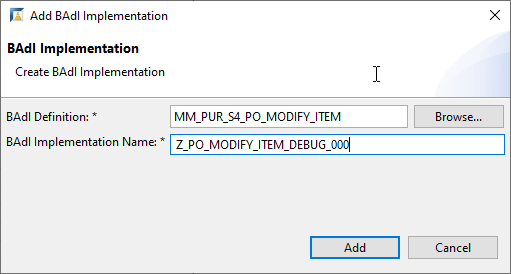 Add BAdI Implementation
BAdI Implementation
Create BAdI Implementation
BAdI Definition: * MM_PUR_S4_PO_MODIFY_ITEM Browse...
BAdI Implementation Name: * Z_PO_MODIFY_ITEM_DEBUG_000
Add Cancel